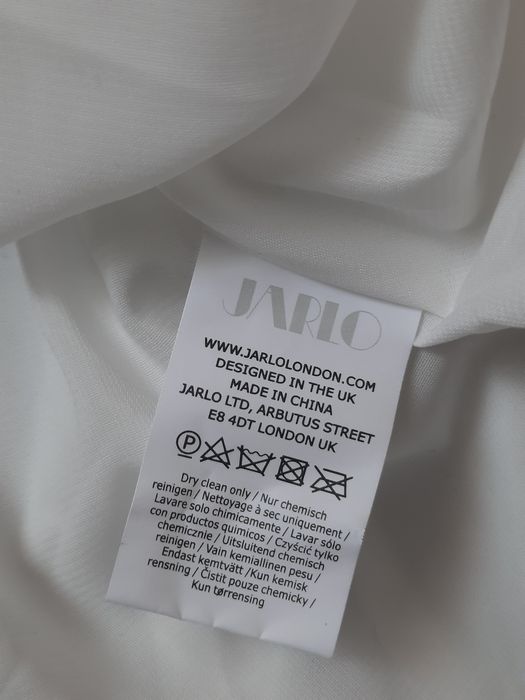 JARLO
WWW.JARLOLONDON.COM
DESIGNED IN THE UK
MADE IN CHINA
JARLO LTD, ARBUTUS STREET
E8 4DT LONDON UK
P
Dry clean only / Nur chemisch
reinigen / Nettoyage à sec uniquement /
Lavare solo chimicamente / Lavar sólo
con productos quimicos / Czyścić tylko
chemicznie / Uitsluitend chemisch
reinigen / Vain kemiallinen pesu /
Endast kemtvätt /Kun kemisk
rensning / Čistit pouze chemicky /
Kun tørrensing